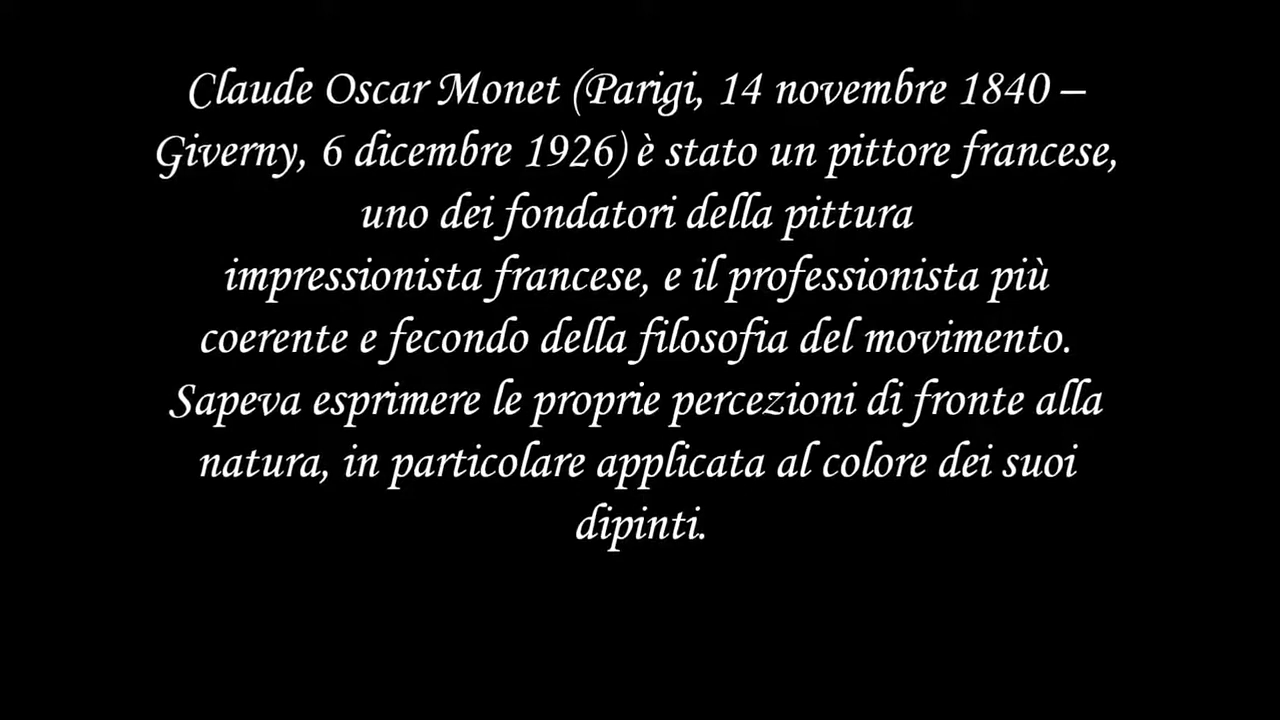 Claude Oscar Monet (Parigi, 14 novembre 1840 –
Giverny, 6 dicembre 1926) è stato un pittore francese,
uno dei fondatori della pittura
impressionista francese, e il professionista più
coerente e fecondo della filosofia del movimento.
Sapeva esprimere le proprie percezioni di fronte alla
natura, in particolare applicata al colore dei suoi
dipinti.